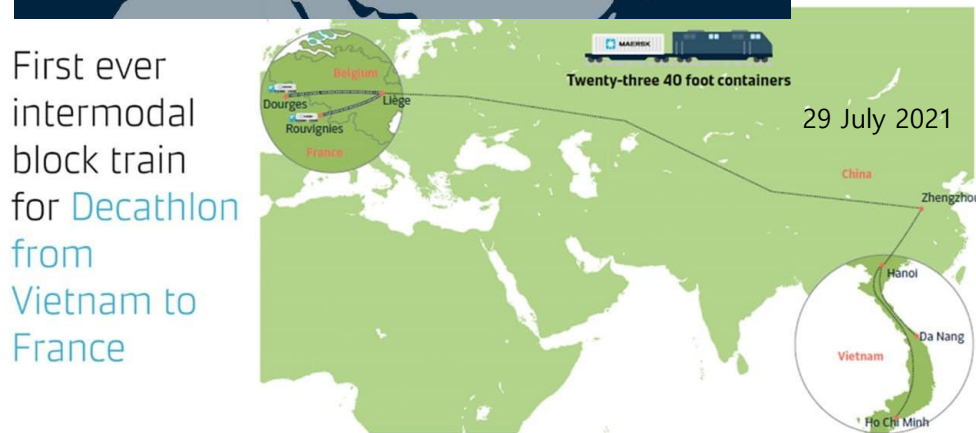 First ever
intermodal
block train
for Decathlon
from
Vietnam to
France
MAERSK
Twenty-three 40 foot containers
29 July 2021
Belgium
Dourges
Liège
Rouvignies
France
China
Zhengzhou
Hanoi
Da Nang
Vietnam
Ho Chi Minh